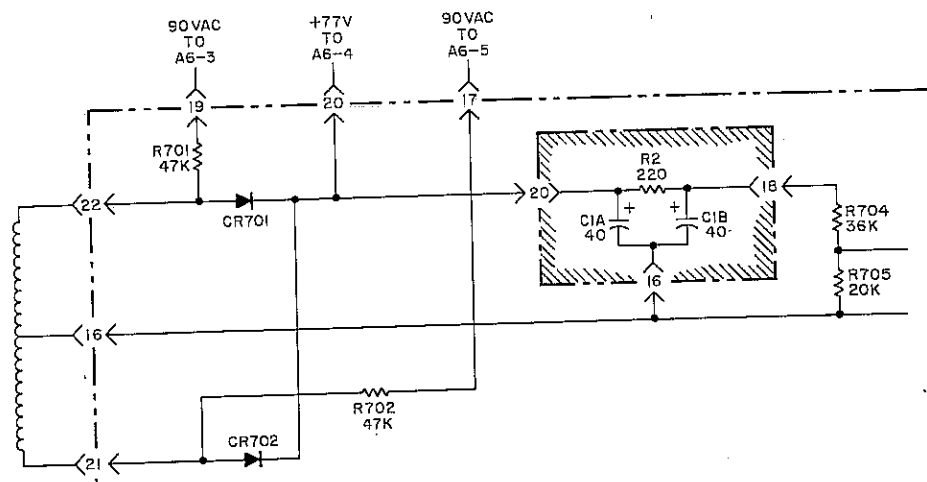 90VAC
TO
A6-3
+77V
TO
A6-4
90VAC
TO
A6-5
19
20
17
R701
47K
22
CR701
20
R2
220
18
C1A
40
+
+
C1B
40
16
R704
36K
R705
20K
16
R702
47K
21
CR702